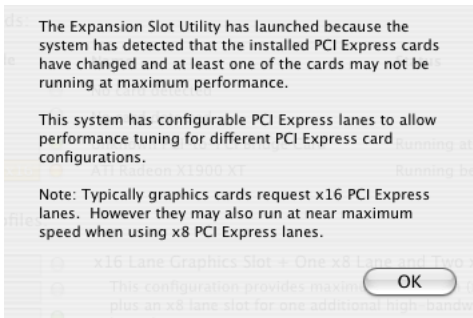 The Expansion Slot Utility has launched because the
system has detected that the installed PCI Express cards
have changed and at least one of the cards may not be
running at maximum performance.
This system has configurable PCI Express lanes to allow
performance tuning for different PCI Express card
configurations.
Running at
ATI Radeon X1900 XT
Running be
Note: Typically graphics cards request x16 PCI Express
lanes. However they may also run at near maximum
speed when using x8 PCI Express lanes.
x16 Lane Graphics Slot + One x8 Lane and Two x
OK
This configuration provides maxim
plus an x8 lane slot for one additional high-bandw